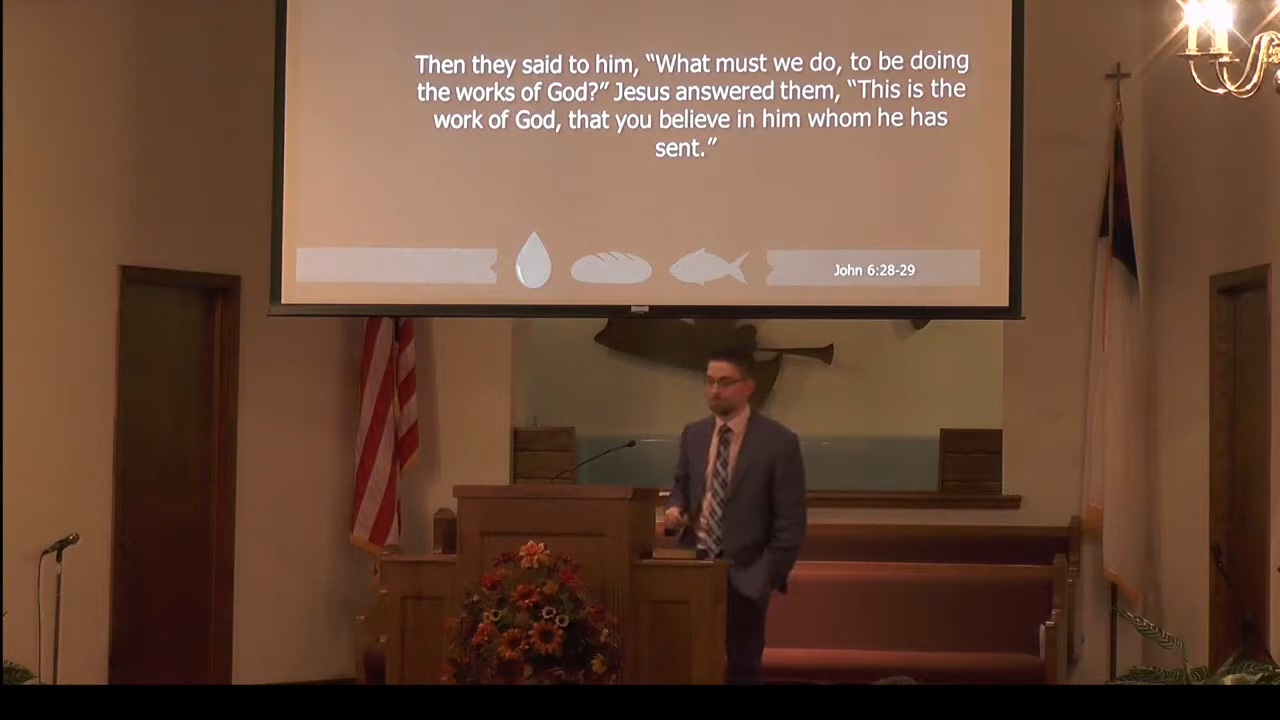 Then they said to him, “What must we do, to be doing
the works of God?” Jesus answered them, “This is the
work of God, that you believe in him whom he has
sent.”
John 6:28-29